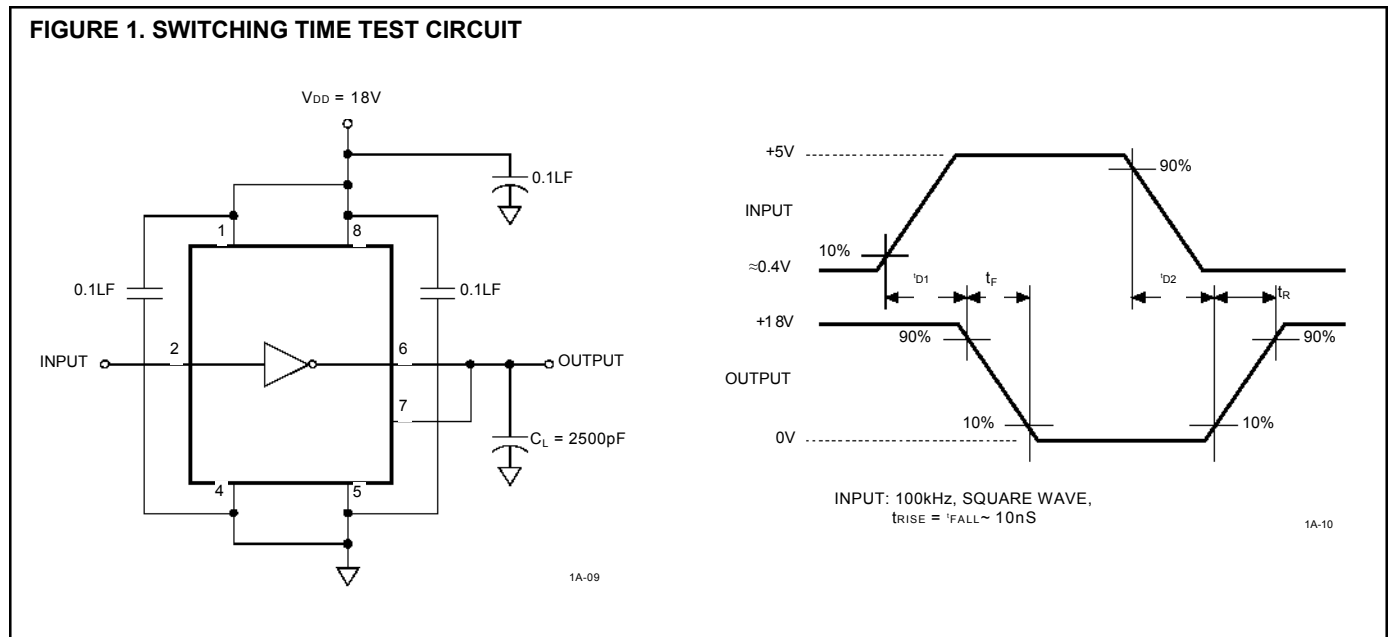 FIGURE 1. SWITCHING TIME TEST CIRCUIT
VDD = 18V
0.1LF
1
8
0.1LF
0.1LF
INPUT
2
6
OUTPUT
7
CL = 2500pF
4
5
1A-09
+5V
90%
INPUT
10%
≈0.4V
tD1
tF
tD2
tR
+18V
90%
90%
OUTPUT
10%
10%
0V
INPUT: 100kHz, SQUARE WAVE,
tRISE = tFALL~ 10nS
1A-10